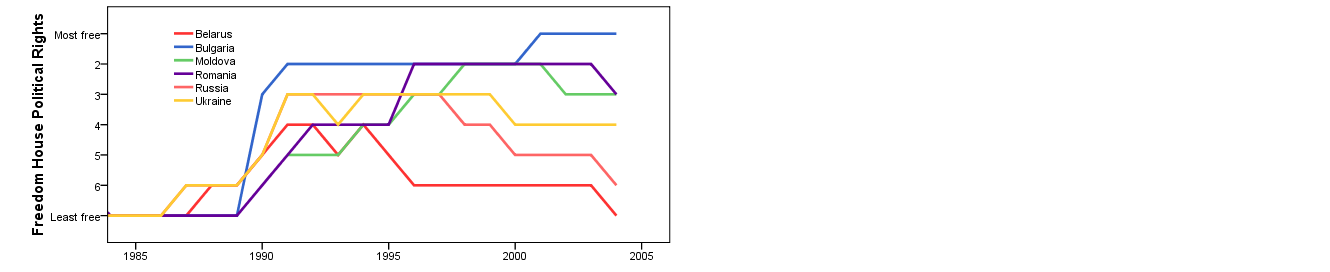 Freedom House Political Rights
Most free
2
3
4
5
6
Least free
Belarus
Bulgaria
Moldova
Romania
Russia
Ukraine
1985 1990 1995 2000 2005